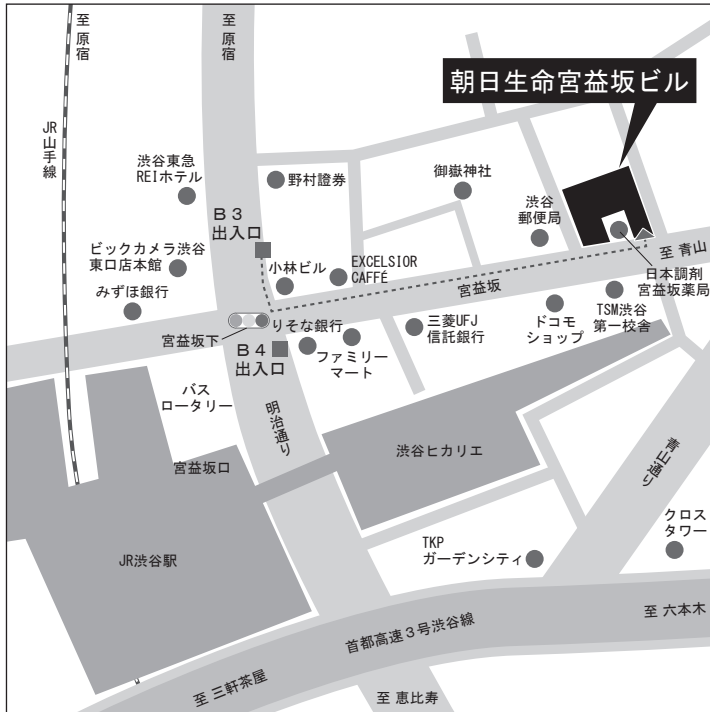 至 原宿
至 原宿
朝日生命宮益坂ビル
JR山手線
渋谷東急
REIホテル
野村證券
御嶽神社
渋谷
郵便局
B3
出入口
ビックカメラ渋谷
東口店本館
小林ビル
EXCELSIOR
CAFFÉ
宮益坂
至 青山
日本調剤
宮益坂薬局
みずほ銀行
宮益坂下
りそな銀行
三菱UFJ
信託銀行
ドコモ
ショップ
TSM渋谷
第一校舎
B4
出入口
ファミリー
マート
バス
ロータリー
明治通り
宮益坂口
渋谷ヒカリエ
青山通り
クロス
タワー
TKP
ガーデンシティ
JR渋谷駅
首都高速3号渋谷線
至 六本木
至 三軒茶屋
至 恵比寿